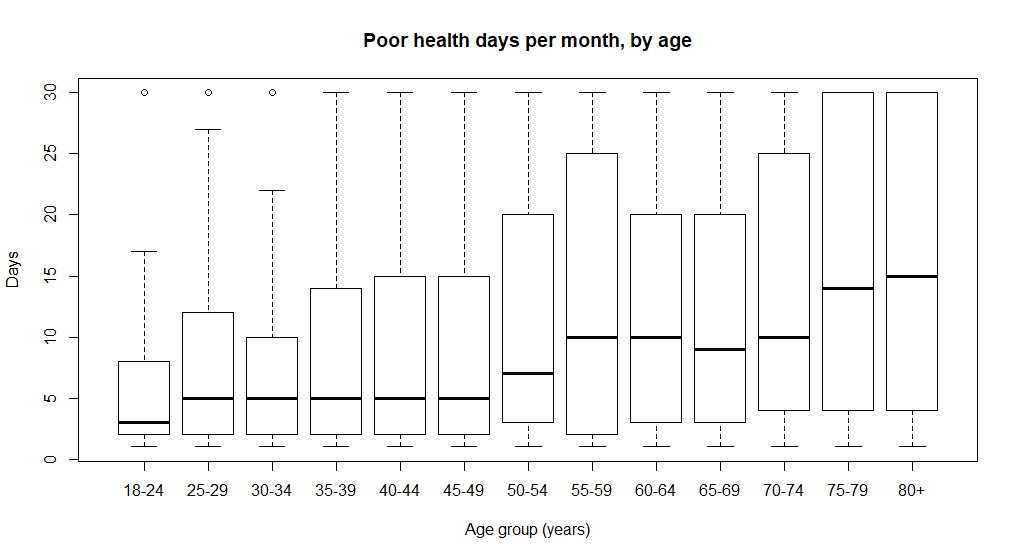 Poor health days per month, by age
30
25
20
15
10
5
0
Days
18-24 25-29 30-34 35-39 40-44 45-49 50-54 55-59 60-64 65-69 70-74 75-79 80+
Age group (years)